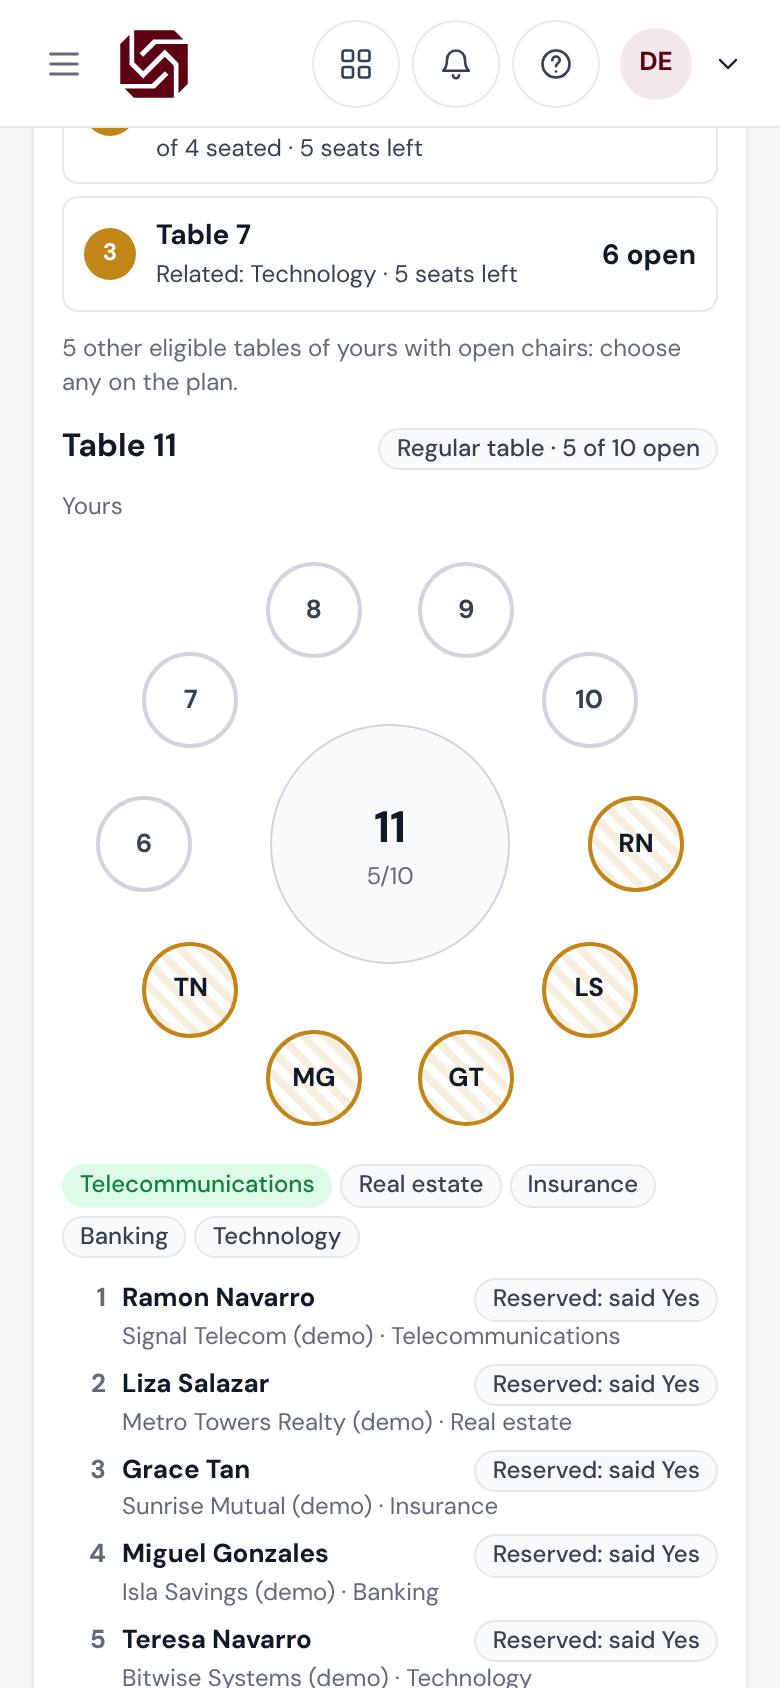 DE
of 4 seated · 5 seats left
3
Table 7
Related: Technology · 5 seats left
6 open
5 other eligible tables of yours with open chairs: choose
any on the plan.
Table 11
Regular table · 5 of 10 open
Yours
8
9
7
10
11
5/10
6
RN
TN
LS
MG
GT
Telecommunications
Real estate
Insurance
Banking
Technology
1 Ramon Navarro
Reserved: said Yes
Signal Telecom (demo) · Telecommunications
2 Liza Salazar
Reserved: said Yes
Metro Towers Realty (demo) · Real estate
3 Grace Tan
Reserved: said Yes
Sunrise Mutual (demo) · Insurance
4 Miguel Gonzales
Reserved: said Yes
Isla Savings (demo) · Banking
5 Teresa Navarro
Reserved: said Yes
Bitwise Systems (demo) · Technology